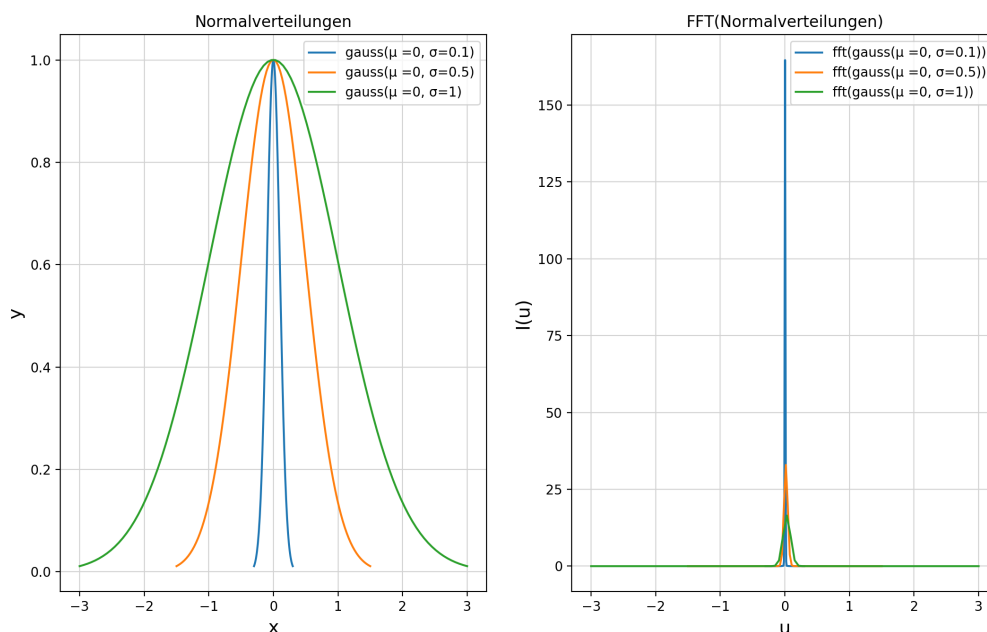 Normalverteilungen
gauss(μ =0, σ=0.1)
gauss(μ =0, σ=0.5)
gauss(μ =0, σ=1)
1.0
0.8
0.6
0.4
0.2
0.0
y
−3 −2 −1 0 1 2 3
x
FFT(Normalverteilungen)
fft(gauss(μ =0, σ=0.1))
fft(gauss(μ =0, σ=0.5))
fft(gauss(μ =0, σ=1))
150
125
100
75
50
25
0
I(u)
−3 −2 −1 0 1 2 3
u